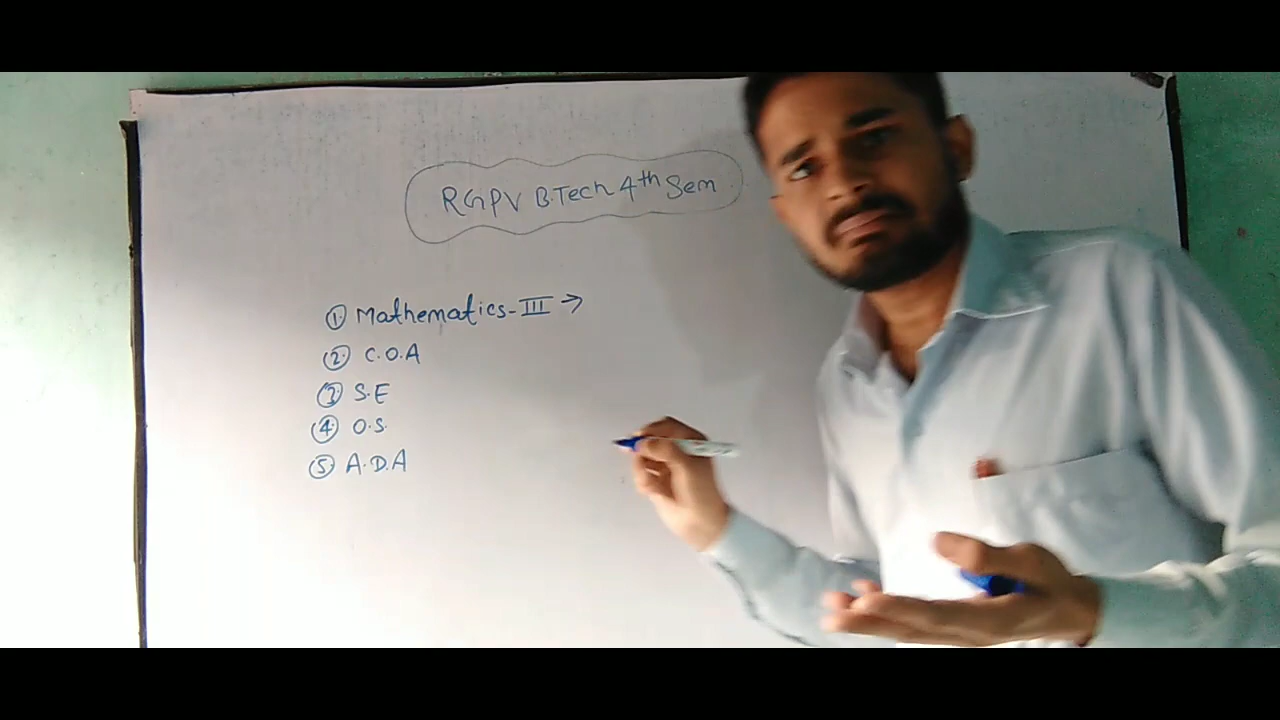 RGPV B.Tech 4th Sem
① Mathematics-III →
② C.O.A
③ S.E
④ O.S.
⑤ A.D.A